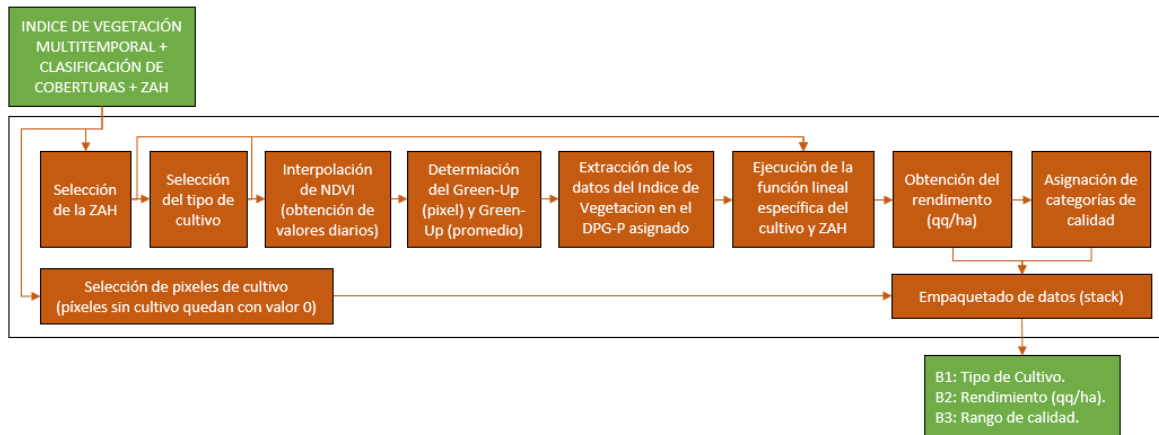 INDICE DE VEGETACIÓN
MULTITEMPORAL +
CLASIFICACIÓN DE
COBERTURAS + ZAH
Selección
de la ZAH
Selección
del tipo de
cultivo
Interpolación
de NDVI
(obtención de
valores diarios)
Determiación
del Green-Up
(pixel) y Green-
Up (promedio)
Extracción de los
datos del Indice de
Vegetacion en el
DPG-P asignado
Ejecución de la
función lineal
específica del
cultivo y ZAH
Obtención del
rendimiento
(qq/ha)
Asignación de
categorías de
calidad
Selección de pixeles de cultivo
(píxeles sin cultivo quedan con valor 0)
Empaquetado de datos (stack)
B1: Tipo de Cultivo.
B2: Rendimiento (qq/ha).
B3: Rango de calidad.